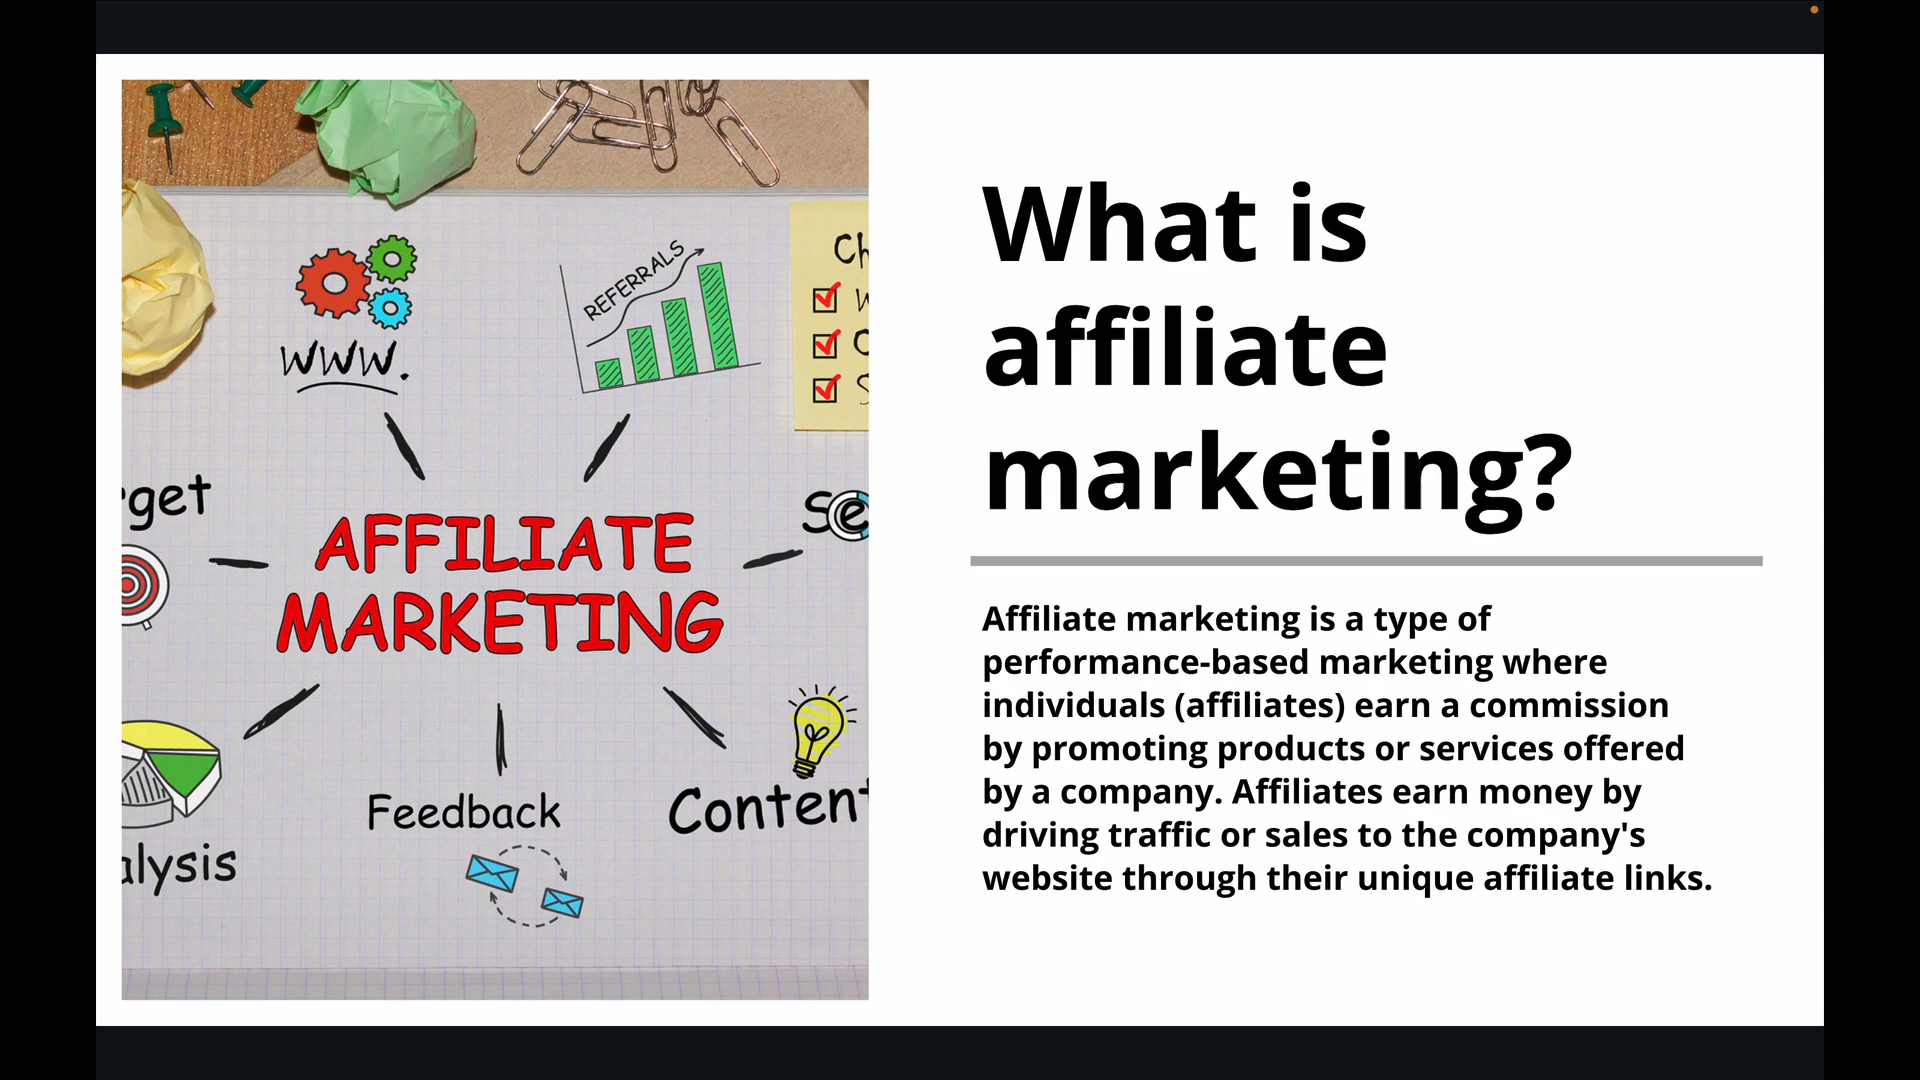 www.
REFERRALS
AFFILIATE
MARKETING
Feedback
Content
What is
affiliate
marketing?
Affiliate marketing is a type of
performance-based marketing where
individuals (affiliates) earn a commission
by promoting products or services offered
by a company. Affiliates earn money by
driving traffic or sales to the company's
website through their unique affiliate links.